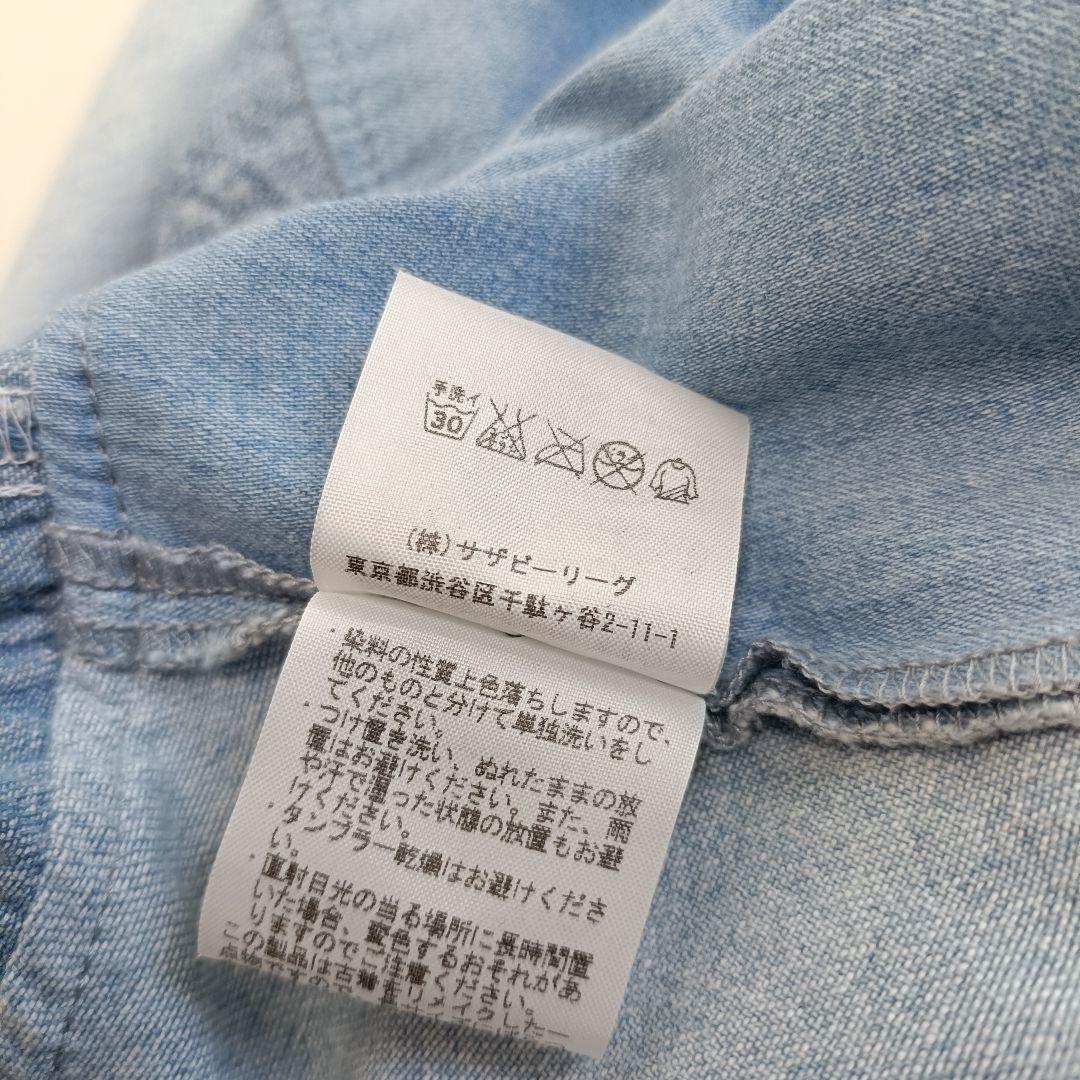 手洗イ
30
(株)サザビーリーグ
東京都渋谷区千駄ヶ谷2-11-1
・染料の性質上色落ちしますので、
他のものと分けて単独洗いをし
てください。
・つけ置き洗い、ぬれたままの放
置はお避けください。また、雨
や汗で湿った状態の放置もお避
けください。
・タンブラー乾燥はお避けくださ
い。
・直射日光の当る場所に長時間置
いた場合、変色するおそれがあ
りますのでご注意ください。
この製品は古着をリメイクした一
点物ですの